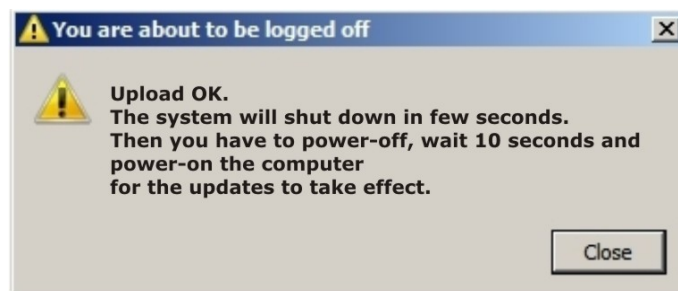 You are about to be logged off
Upload OK.
The system will shut down in few seconds.
Then you have to power-off, wait 10 seconds and
power-on the computer
for the updates to take effect.
Close